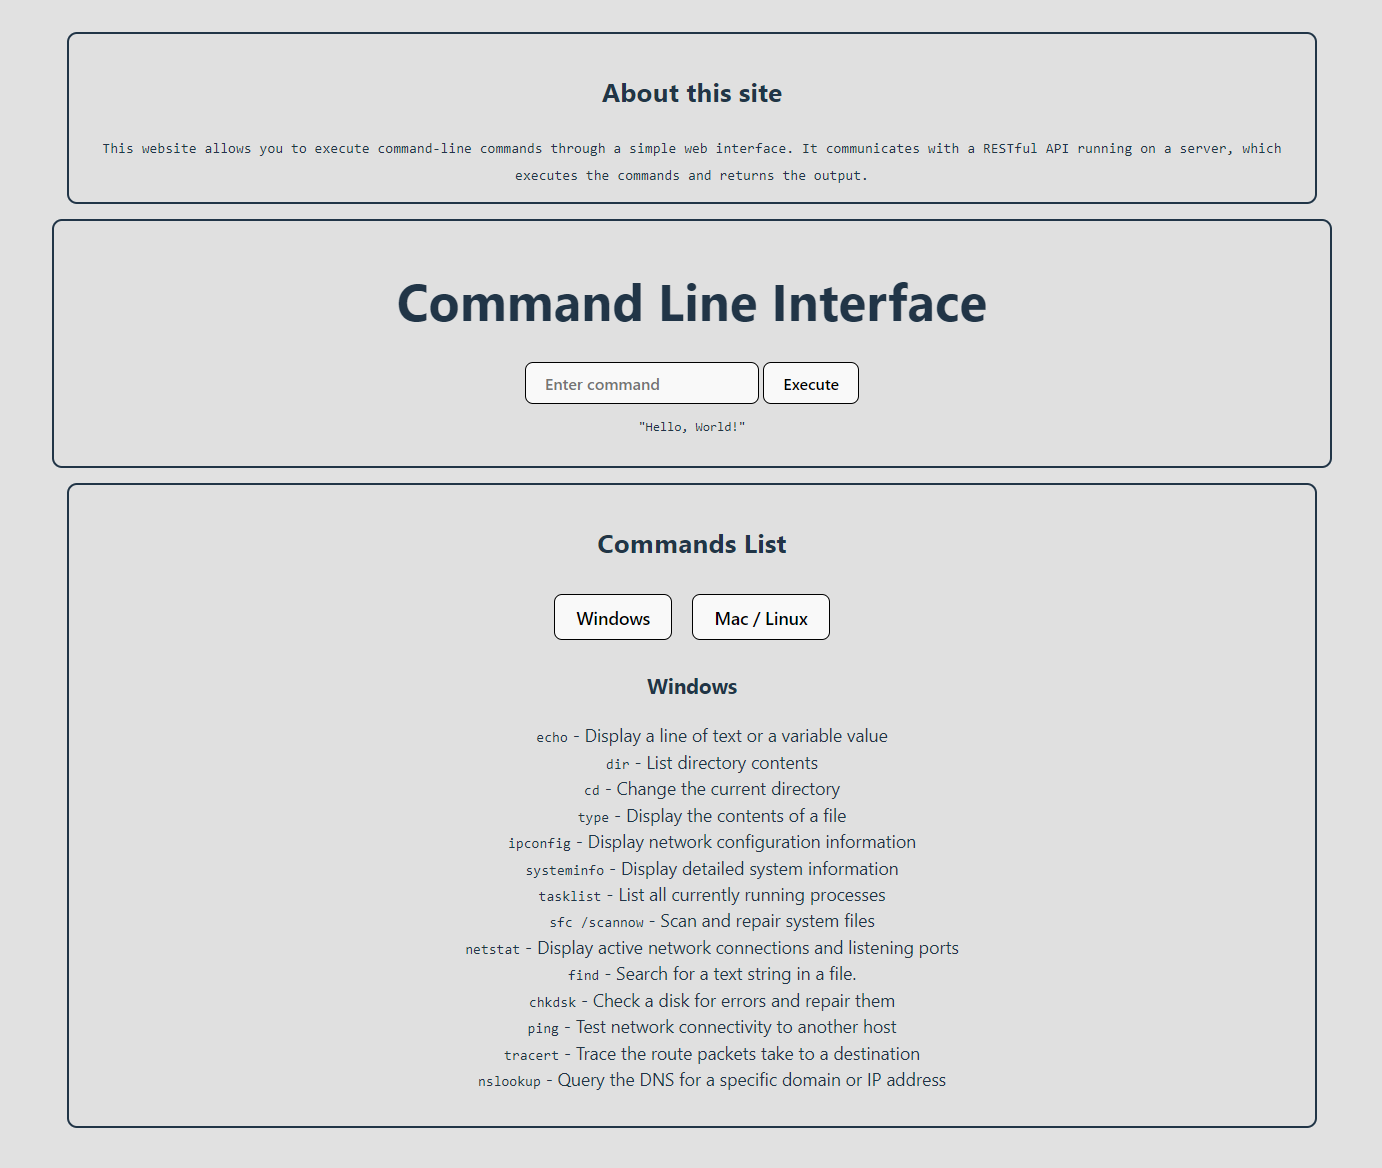 About this site
This website allows you to execute command-line commands through a simple web interface. It communicates with a RESTful API running on a server, which
executes the commands and returns the output.
Command Line Interface
Enter command Execute
"Hello, World!"
Commands List
Windows Mac / Linux
Windows
echo - Display a line of text or a variable value
dir - List directory contents
cd - Change the current directory
type - Display the contents of a file
ipconfig - Display network configuration information
systeminfo - Display detailed system information
tasklist - List all currently running processes
sfc /scannow - Scan and repair system files
netstat - Display active network connections and listening ports
find - Search for a text string in a file.
chkdsk - Check a disk for errors and repair them
ping - Test network connectivity to another host
tracert - Trace the route packets take to a destination
nslookup - Query the DNS for a specific domain or IP address